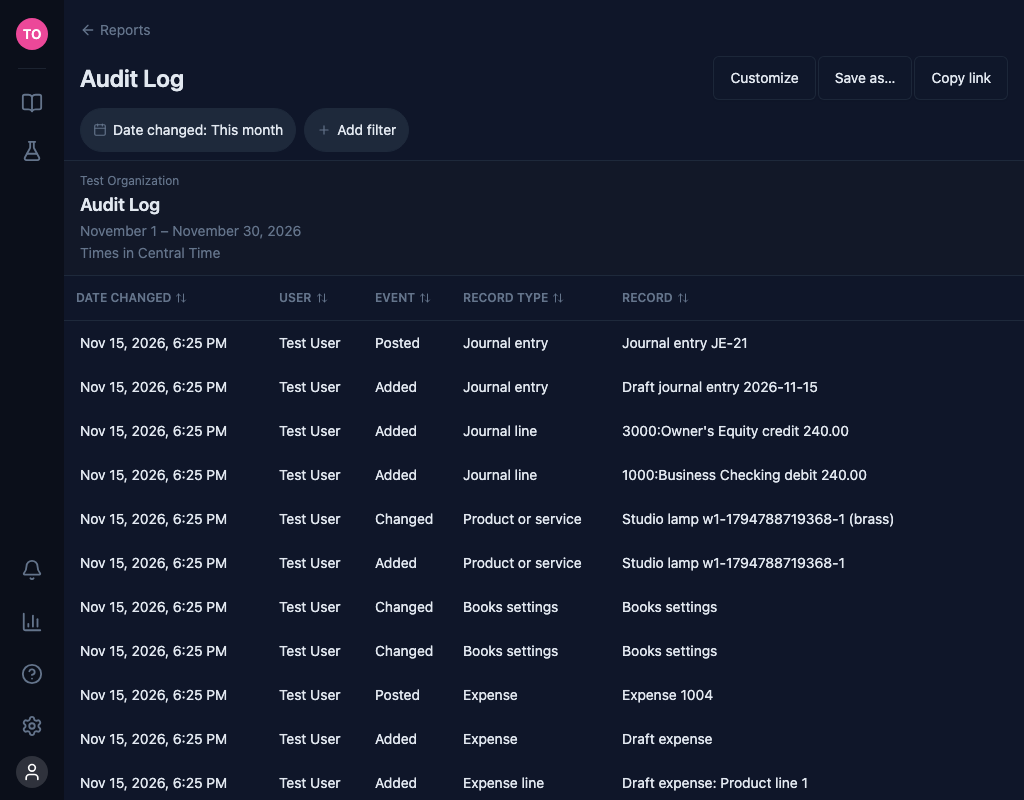 TO
Reports
Audit Log
Customize
Save as...
Copy link
Date changed: This month
Add filter
Test Organization
Audit Log
November 1 – November 30, 2026
Times in Central Time
DATE CHANGED USER EVENT RECORD TYPE RECORD
Nov 15, 2026, 6:25 PM Test User Posted Journal entry Journal entry JE-21
Nov 15, 2026, 6:25 PM Test User Added Journal entry Draft journal entry 2026-11-15
Nov 15, 2026, 6:25 PM Test User Added Journal line 3000:Owner's Equity credit 240.00
Nov 15, 2026, 6:25 PM Test User Added Journal line 1000:Business Checking debit 240.00
Nov 15, 2026, 6:25 PM Test User Changed Product or service Studio lamp w1-1794788719368-1 (brass)
Nov 15, 2026, 6:25 PM Test User Added Product or service Studio lamp w1-1794788719368-1
Nov 15, 2026, 6:25 PM Test User Changed Books settings Books settings
Nov 15, 2026, 6:25 PM Test User Changed Books settings Books settings
Nov 15, 2026, 6:25 PM Test User Posted Expense Expense 1004
Nov 15, 2026, 6:25 PM Test User Added Expense Draft expense
Nov 15, 2026, 6:25 PM Test User Added Expense line Draft expense: Product line 1